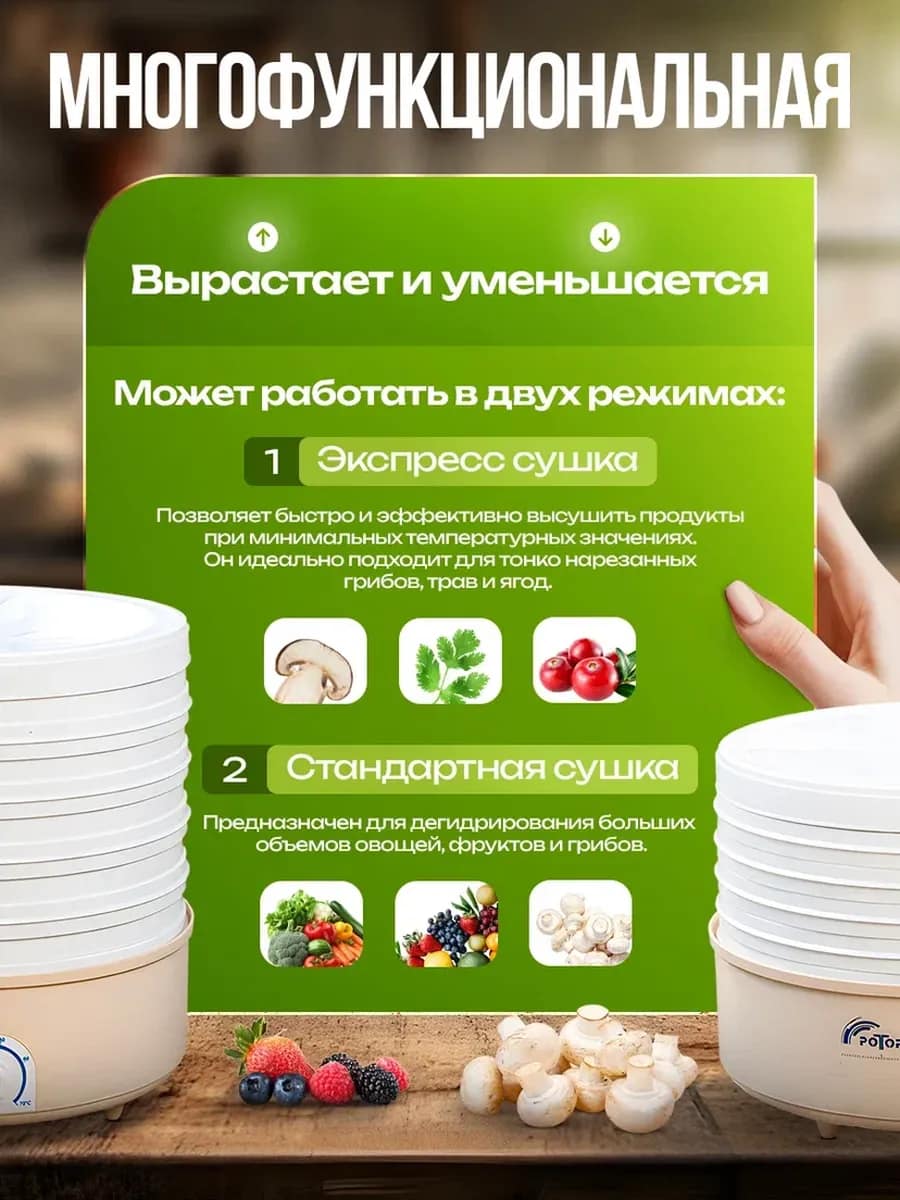 МНОГОФУНКЦИОНАЛЬНАЯ
Вырастает и уменьшается
Может работать в двух режимах:
1 Экспресс сушка
Позволяет быстро и эффективно высушить продукты
при минимальных температурных значениях.
Он идеально подходит для тонко нарезанных
грибов, трав и ягод.
2 Стандартная сушка
Предназначен для дегидрирования больших
объемов овощей, фруктов и грибов.
РОТОР